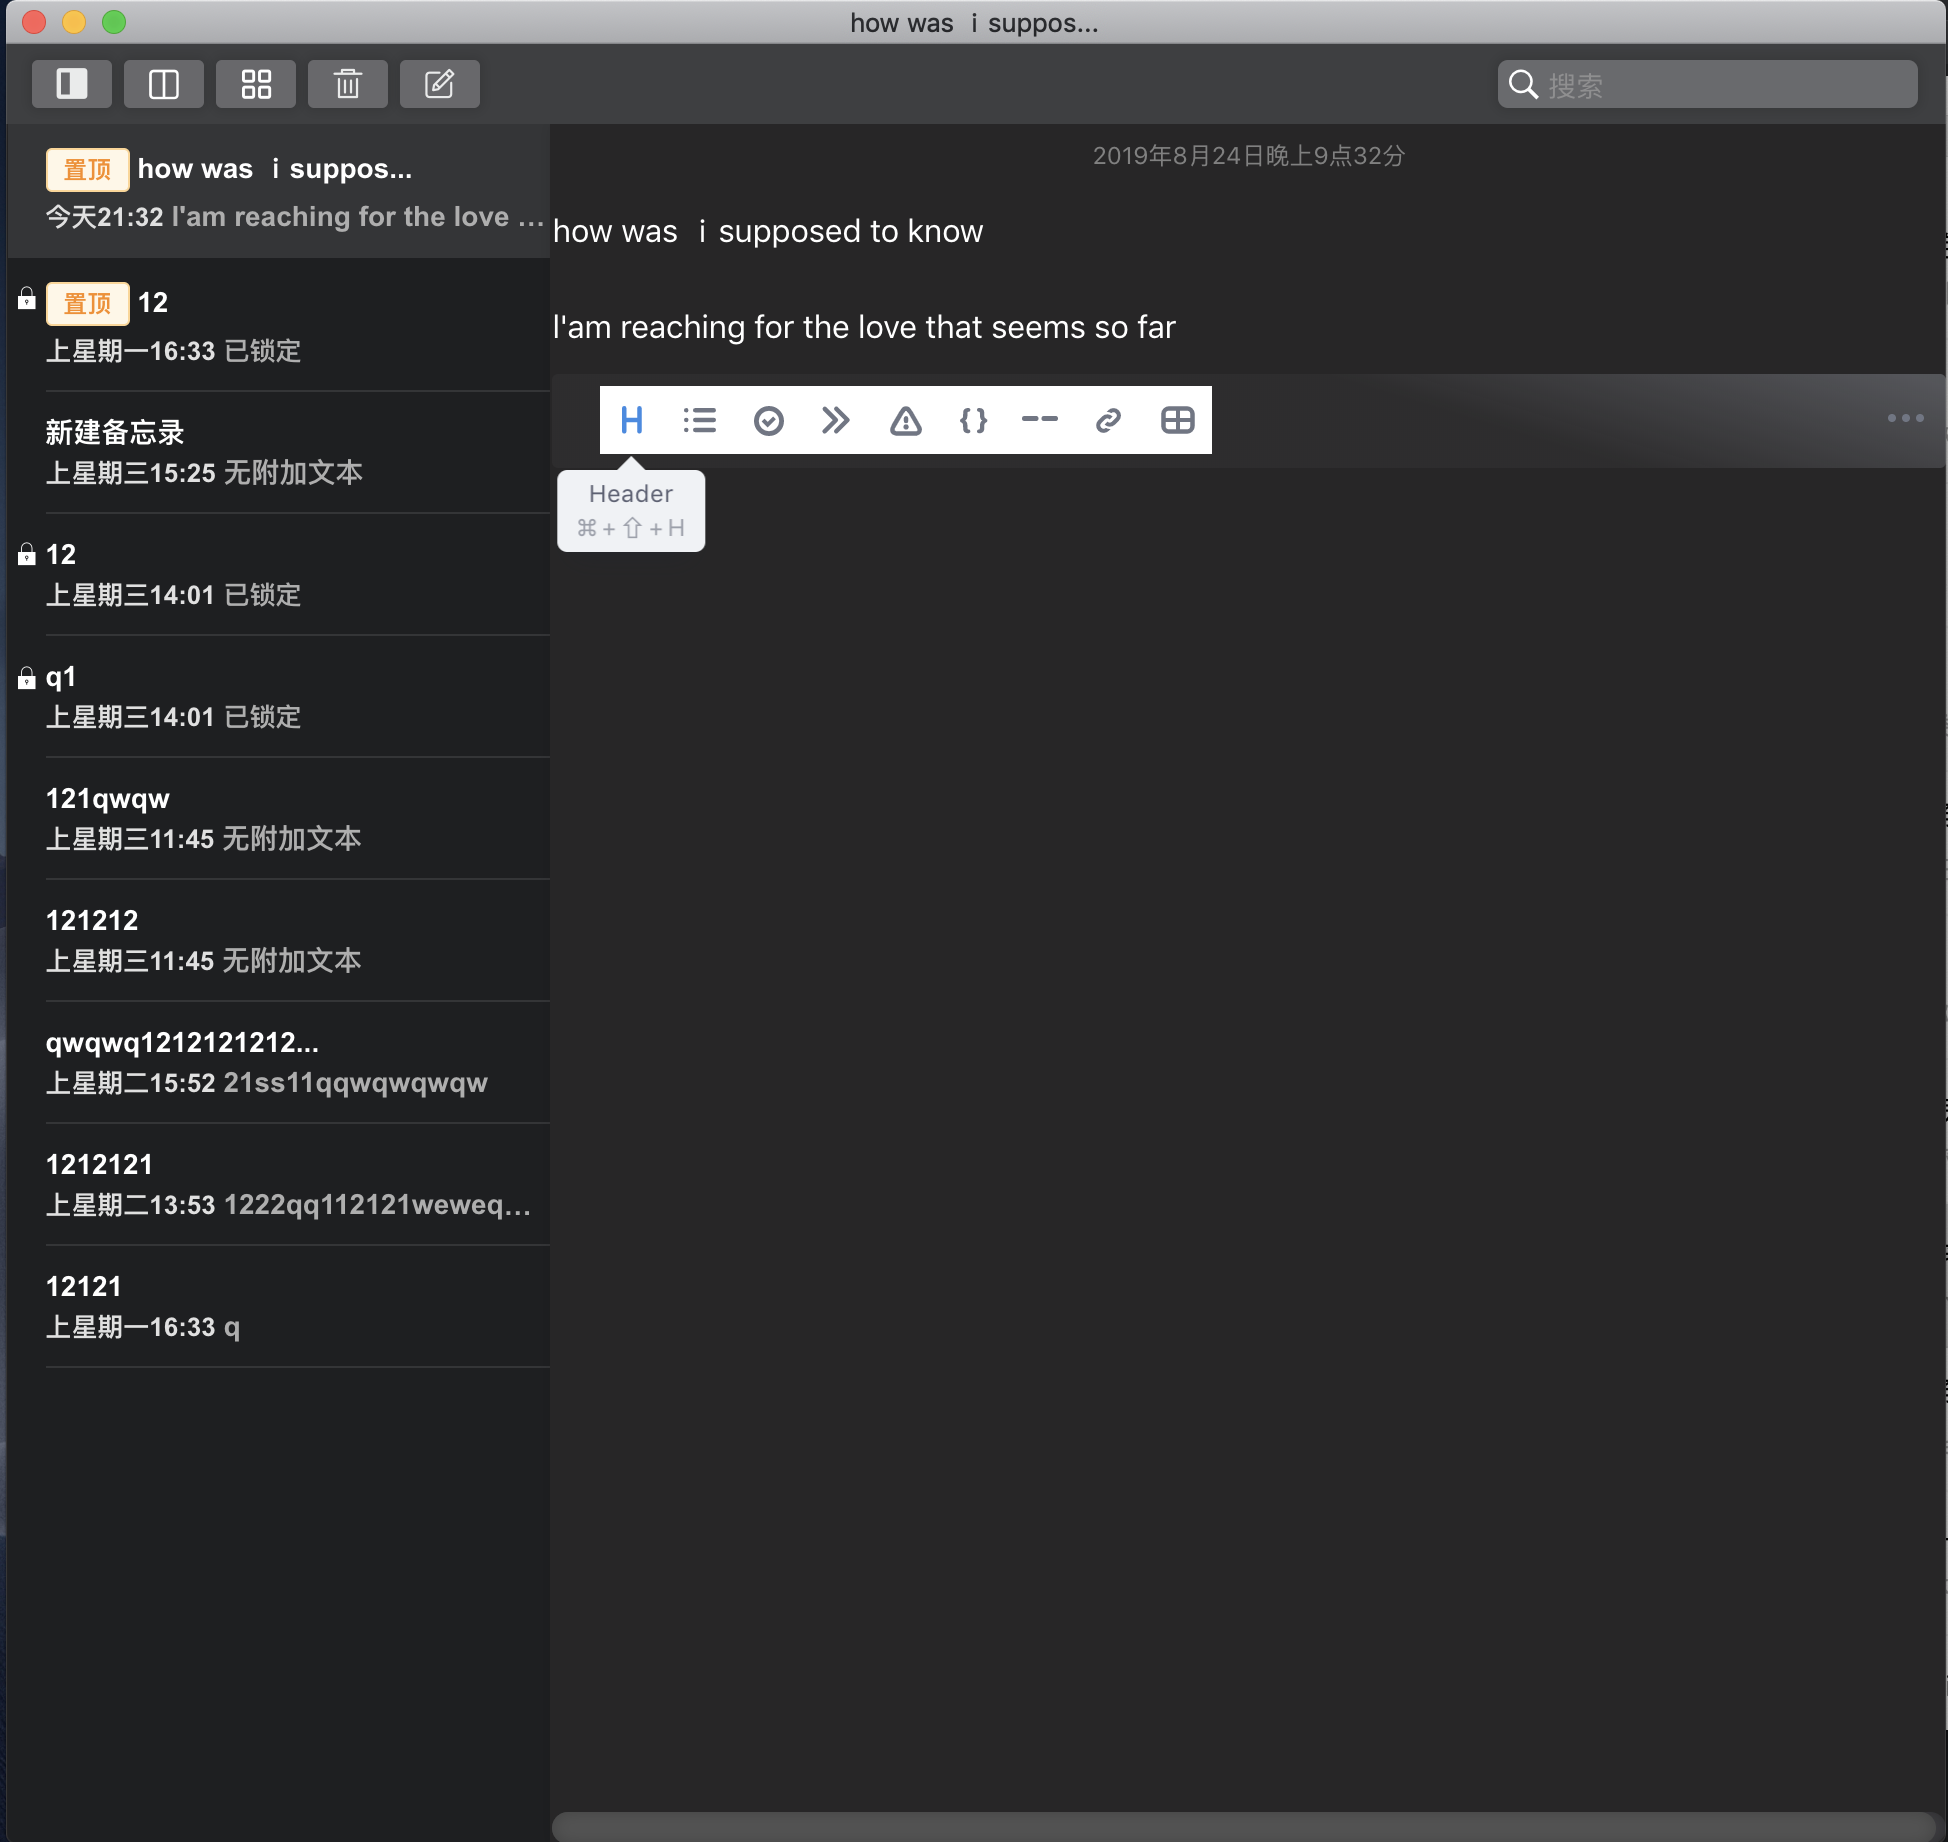 how was i suppos...
搜索
置顶 how was i suppos...
今天21:32 I'am reaching for the love ...
置顶 12
上星期一16:33 已锁定
新建备忘录
上星期三15:25 无附加文本
12
上星期三14:01 已锁定
q1
上星期三14:01 已锁定
121qwqw
上星期三11:45 无附加文本
121212
上星期三11:45 无附加文本
qwqwq1212121212...
上星期二15:52 21ss11qqwqwqwqw
1212121
上星期二13:53 1222qq112121weweq...
12121
上星期一16:33 q
2019年8月24日晚上9点32分
how was i supposed to know
I'am reaching for the love that seems so far
H
Header
⌘+⇧+H